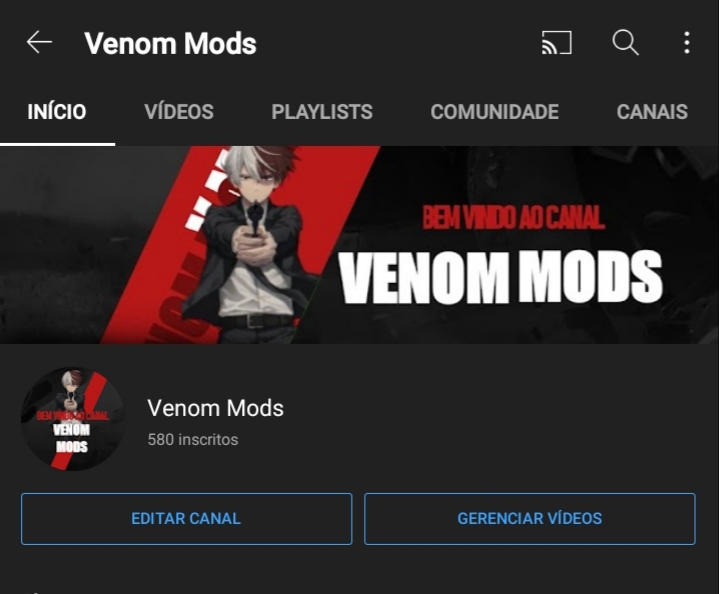 Venom Mods
INÍCIO VÍDEOS PLAYLISTS COMUNIDADE CANAIS
BEM VINDO AO CANAL
VENOM MODS
BEM VINDO AO CANAL
VENOM
MODS
Venom Mods
580 inscritos
EDITAR CANAL GERENCIAR VÍDEOS